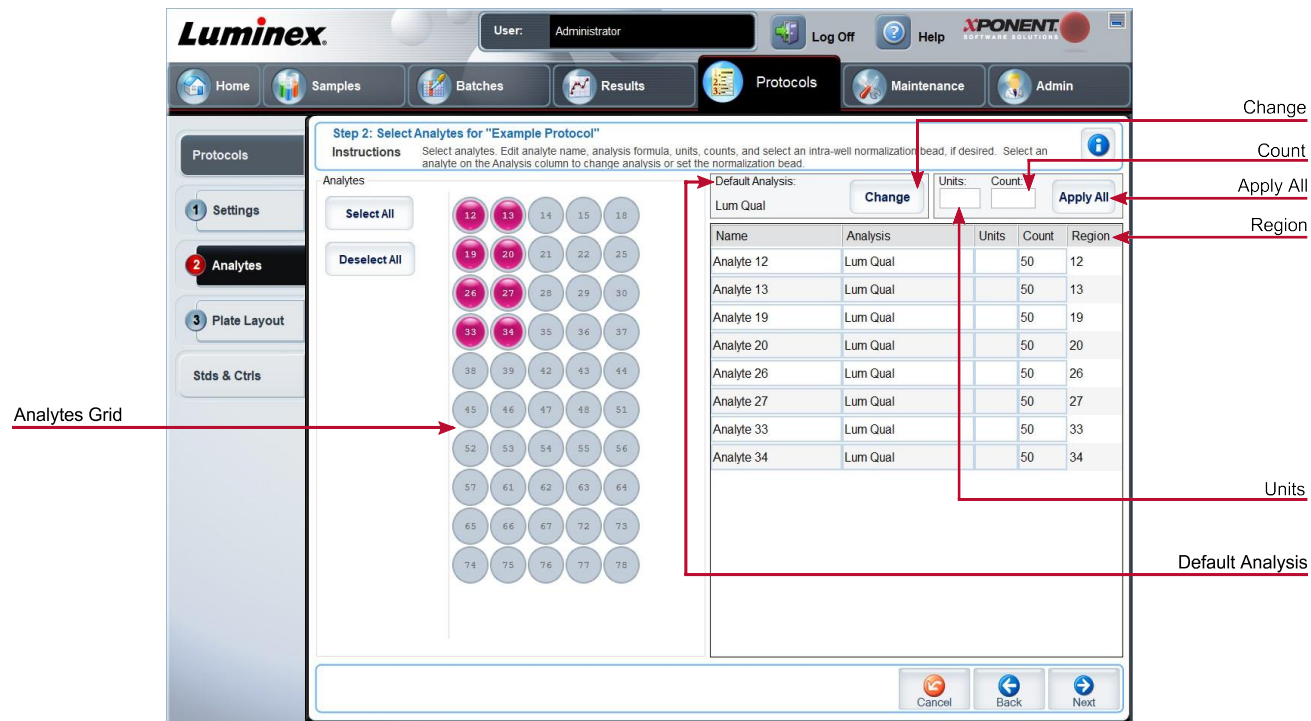 Luminex.
User: Administrator
Log Off
Help
XPONENT.
SOFTWARE SOLUTIONS
Home
Samples
Batches
Results
Protocols
Maintenance
Admin
Change
Count
Apply All
Region
Units
Default Analysis
Analytes Grid
Protocols
1 Settings
2 Analytes
3 Plate Layout
Stds & Ctrls
Step 2: Select Analytes for "Example Protocol"
Instructions Select analytes. Edit analyte name, analysis formula, units, counts, and select an intra-well normalization bead, if desired. Select an
analyte on the Analysis column to change analysis or set the normalization bead.
Analytes
Select All
Deselect All
12 13 14 15 18
19 20 21 22 25
26 27 28 29 30
33 34 35 36 37
38 39 42 43 44
45 46 47 48 51
52 53 54 55 56
57 61 62 63 64
65 66 67 72 73
74 75 76 77 78
Default Analysis:
Lum Qual
Change
Units: Count:
Apply All
Name Analysis Units Count Region
Analyte 12 Lum Qual 50 12
Analyte 13 Lum Qual 50 13
Analyte 19 Lum Qual 50 19
Analyte 20 Lum Qual 50 20
Analyte 26 Lum Qual 50 26
Analyte 27 Lum Qual 50 27
Analyte 33 Lum Qual 50 33
Analyte 34 Lum Qual 50 34
Cancel
Back
Next